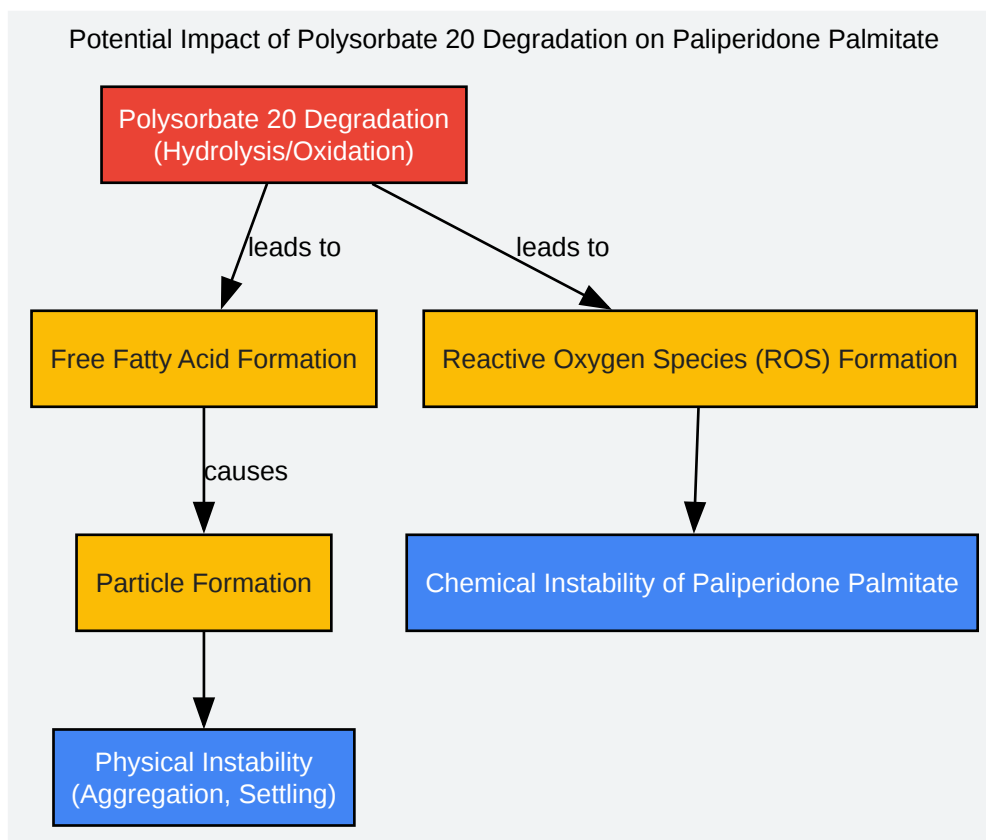 Potential Impact of Polysorbate 20 Degradation on Paliperidone Palmitate
Polysorbate 20 Degradation
(Hydrolysis/Oxidation)
leads to
leads to
Free Fatty Acid Formation
Reactive Oxygen Species (ROS) Formation
causes
Particle Formation
Chemical Instability of Paliperidone Palmitate
Physical Instability
(Aggregation, Settling)